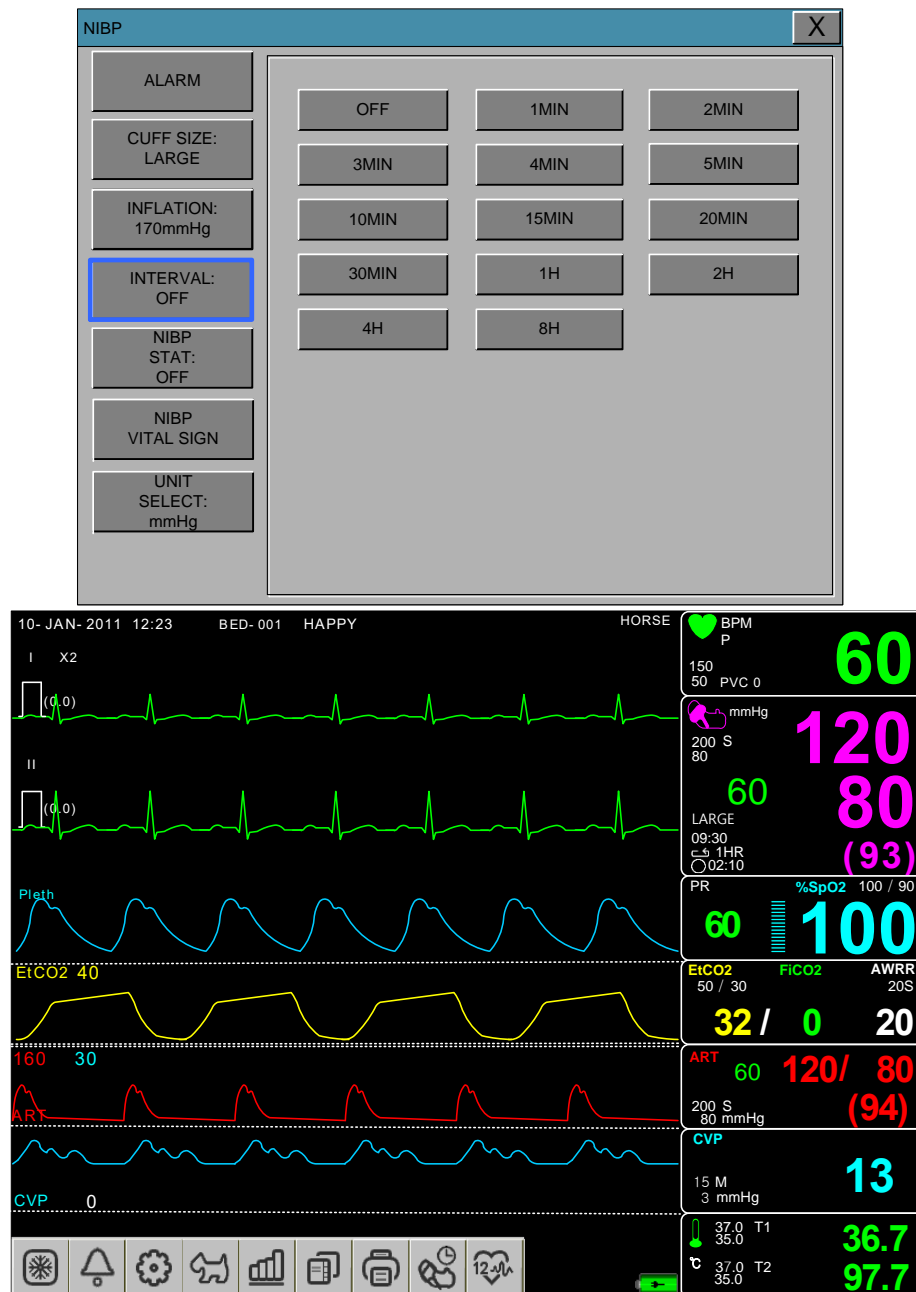 NIBP
X
ALARM
CUFF SIZE:
LARGE
INFLATION:
170mmHg
INTERVAL:
OFF
NIBP
STAT:
OFF
NIBP
VITAL SIGN
UNIT
SELECT:
mmHg
OFF 1MIN 2MIN
3MIN 4MIN 5MIN
10MIN 15MIN 20MIN
30MIN 1H 2H
4H 8H
10- JAN- 2011 12:23 BED- 001 HAPPY HORSE
I X2
(0.0)
II
(0.0)
Pleth
EtCO2 40
160 30
ART
CVP 0
12
BPM
P
60
150
50 PVC 0
mmHg
120
200 S
80
60
80
LARGE
09:30
1HR
02:10
(93)
PR %SpO2 100 / 90
60 100
EtCO2 FiCO2 AWRR
50 / 30 20S
32 / 0 20
ART
60 120/ 80
200 S
80 mmHg
(94)
CVP
13
15 M
3 mmHg
37.0 T1
35.0
36.7
°C
37.0 T2
35.0
97.7